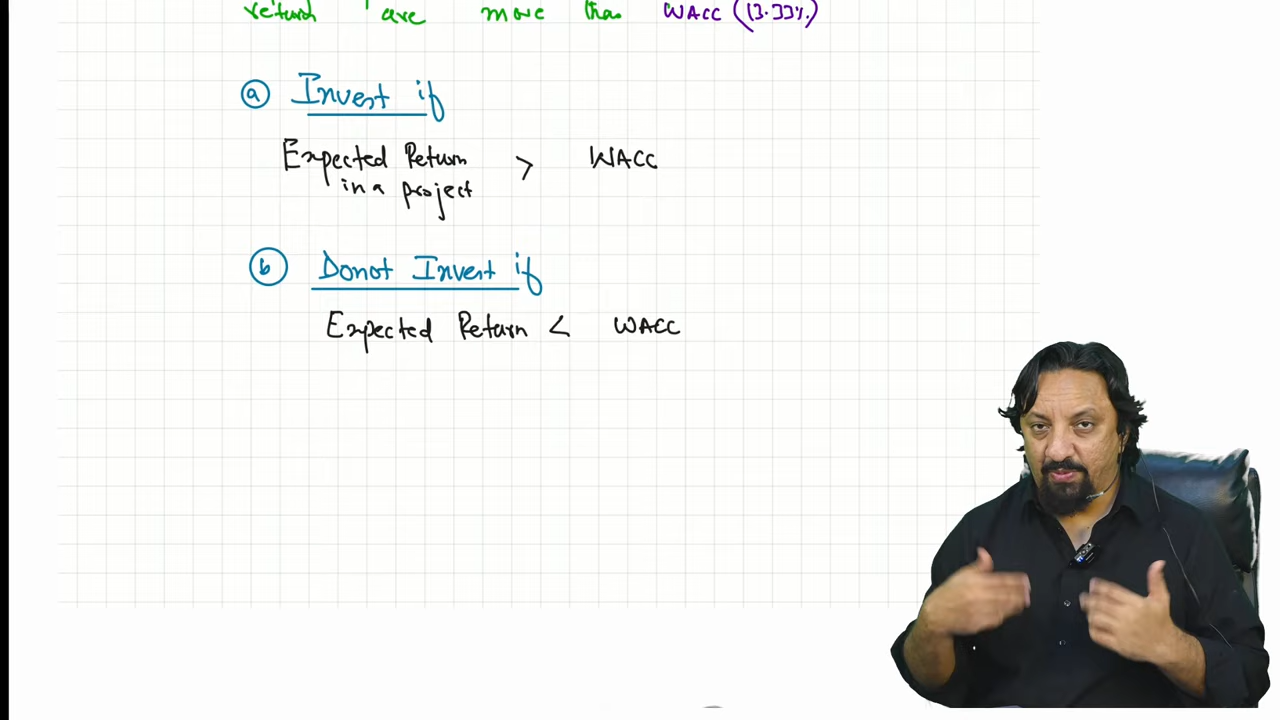 return are more than WACC (13.33%)
(a) Invest if
Expected Return > WACC
in a project
(b) Donot Invest if
Expected Return < WACC